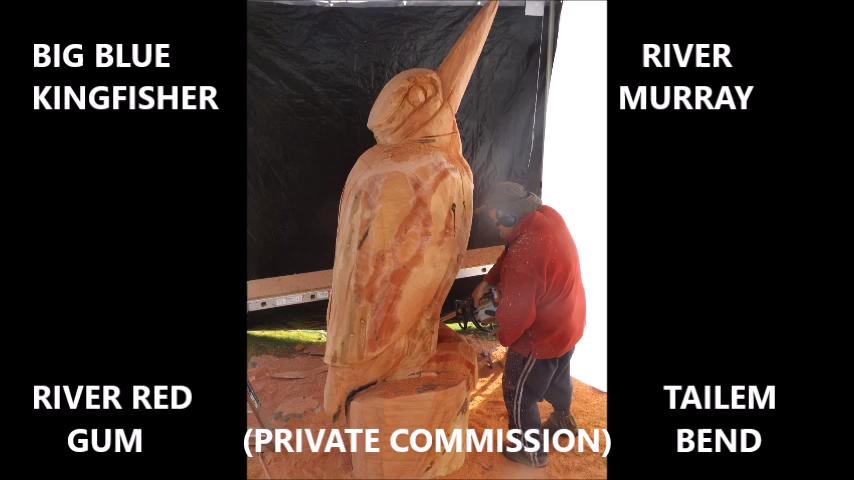 BIG BLUE
KINGFISHER
RIVER
MURRAY
RIVER RED
GUM
(PRIVATE COMMISSION)
TAILEM
BEND